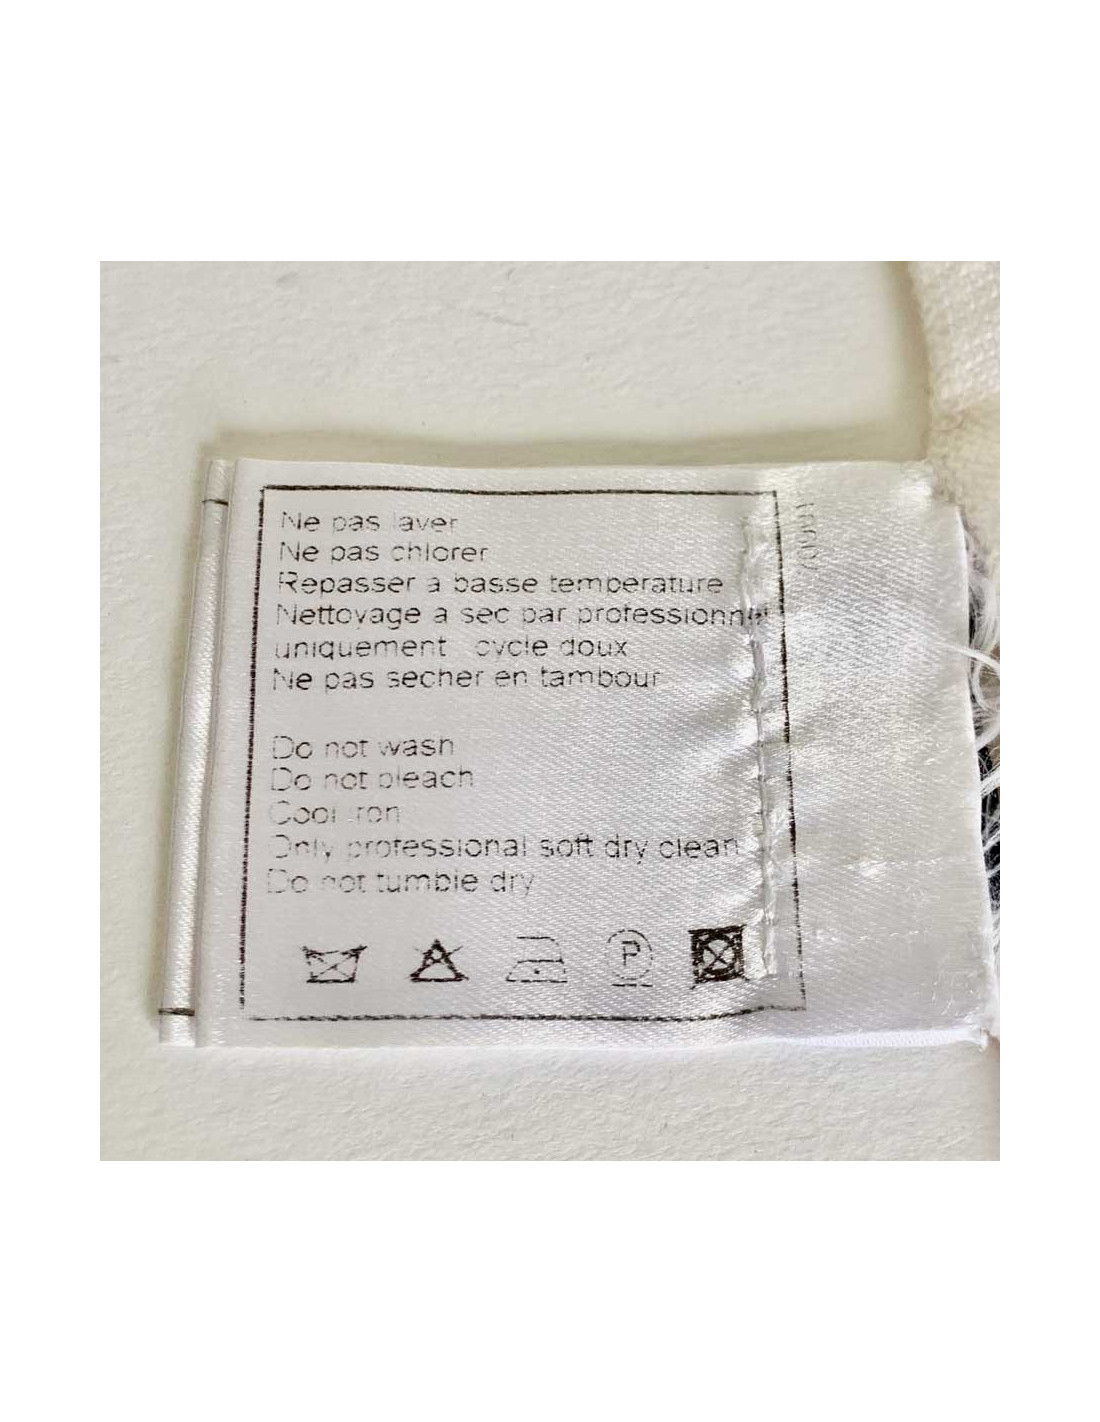 Ne pas laver
Ne pas chlorer
Repasser a basse temperature
Nettoyage a sec par professionnel
uniquement cycle doux
Ne pas secher en tambour
Do not wash
Do not bleach
Cool iron
Only professional soft dry clean
Do not tumble dry
P